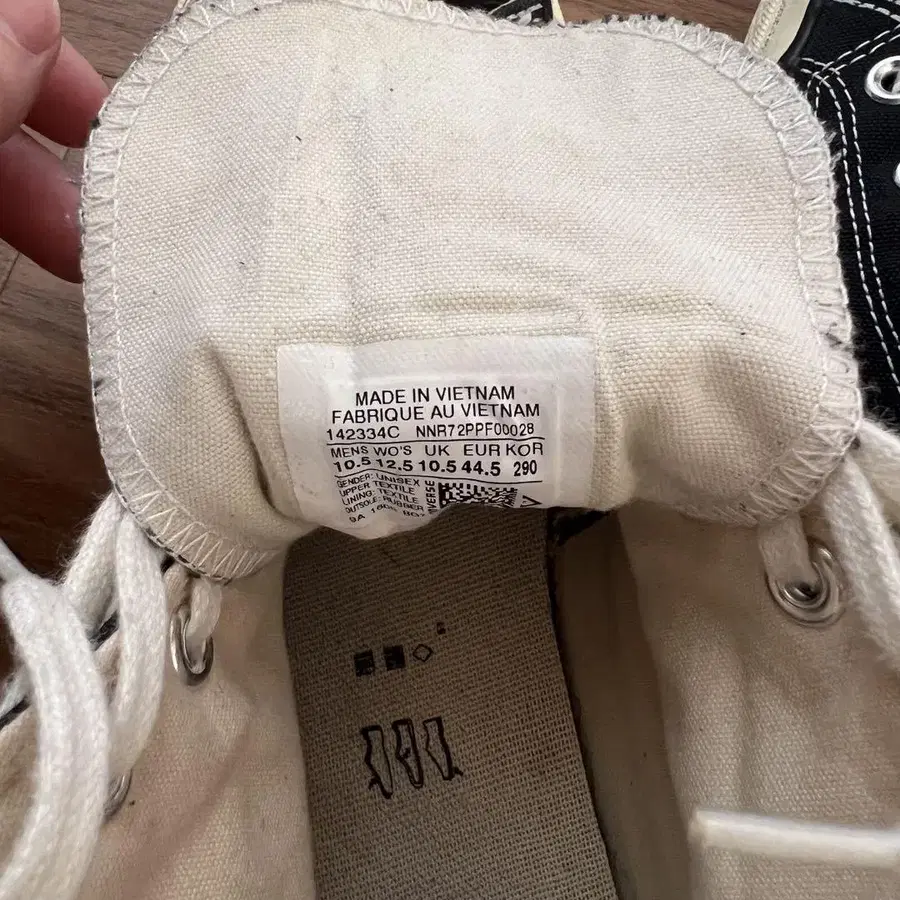 MADE IN VIETNAM
FABRIQUE AU VIETNAM
142334C NNR72PPF00028
MENS WO'S UK EUR KOR
10.5 12.5 10.5 44.5 290
GENDER: UNISEX
UPPER: TEXTILE
LINING: TEXTILE
OUTSOLE: RUBBER
9A